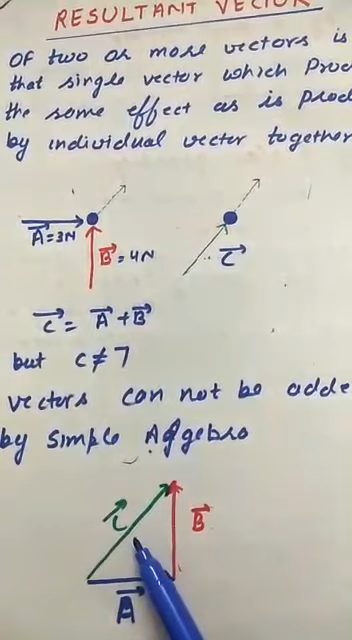 RESULTANT VECTOR
Of two or more vectors is
that single vector which Prod
the same effect as is prod
by individual vector together
A = 3N
B = 4N
C
C = A + B
but C ≠ 7
vectors can not be adde
by simple Algebra
C
B
A